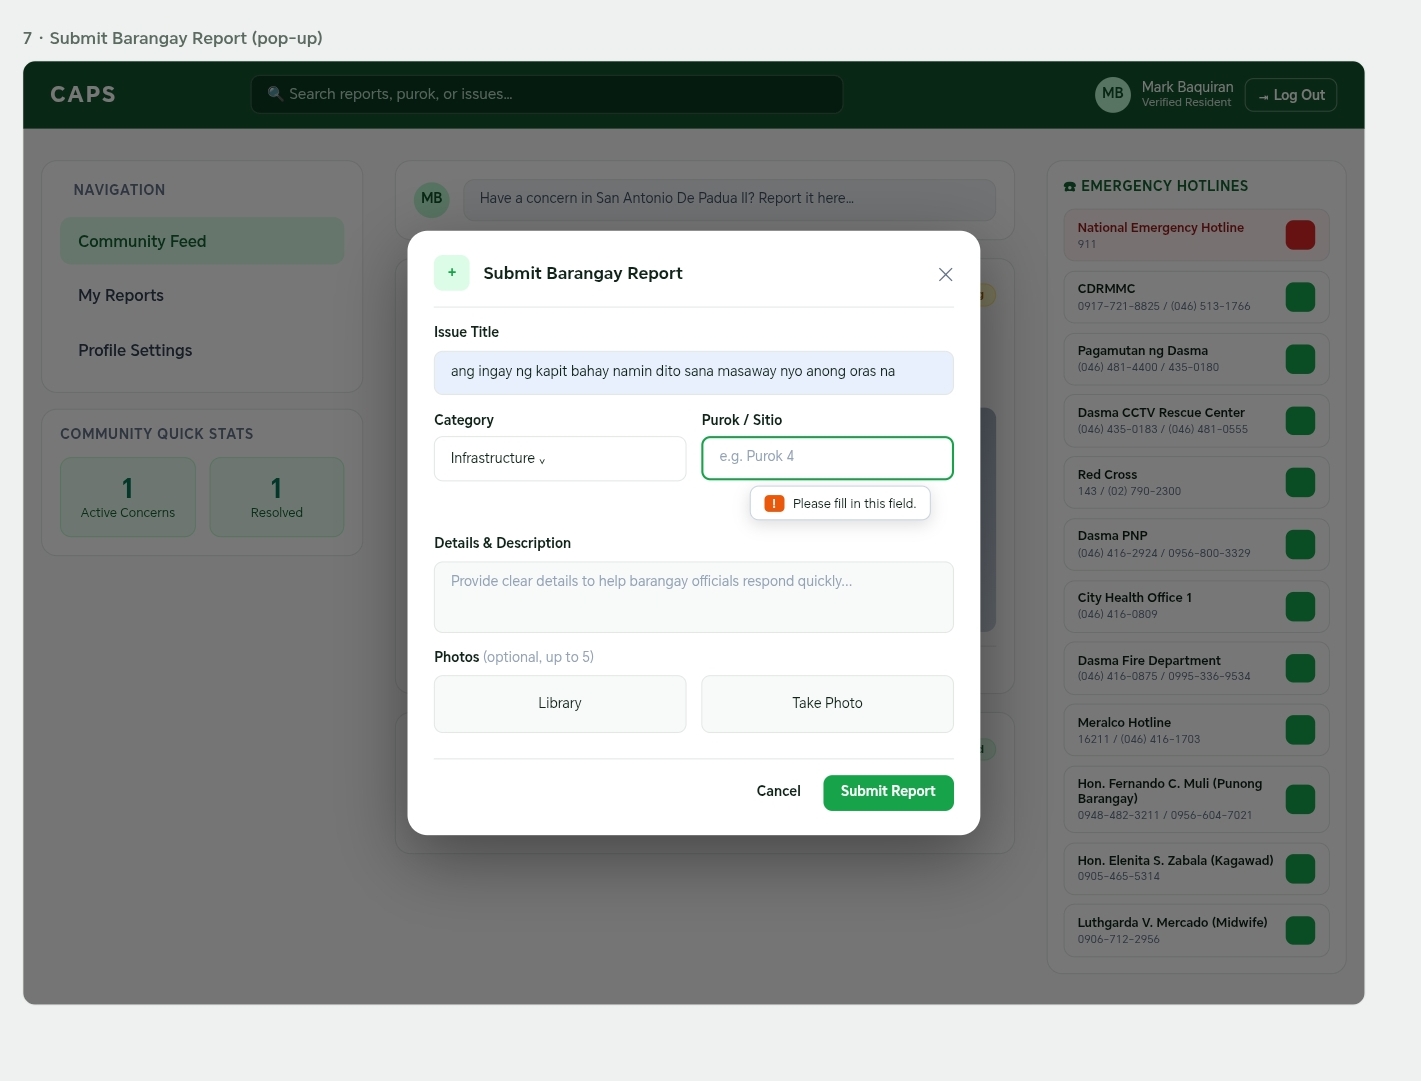 7 · Submit Barangay Report (pop-up)
CAPS
Search reports, purok, or issues...
MB
Mark Baquiran
Verified Resident
Log Out
NAVIGATION
Community Feed
My Reports
Profile Settings
COMMUNITY QUICK STATS
1
Active Concerns
1
Resolved
MB
Have a concern in San Antonio De Padua II? Report it here...
+
Submit Barangay Report
Issue Title
ang ingay ng kapit bahay namin dito sana masaway nyo anong oras na
Category
Purok / Sitio
Infrastructure
e.g. Purok 4
! Please fill in this field.
Details & Description
Provide clear details to help barangay officials respond quickly...
Photos (optional, up to 5)
Library
Take Photo
Cancel
Submit Report
EMERGENCY HOTLINES
National Emergency Hotline
911
CDRMMC
0917-721-8825 / (046) 513-1766
Pagamutan ng Dasma
(046) 481-4400 / 435-0180
Dasma CCTV Rescue Center
(046) 435-0183 / (046) 481-0555
Red Cross
143 / (02) 790-2300
Dasma PNP
(046) 416-2924 / 0956-800-3329
City Health Office 1
(046) 416-0809
Dasma Fire Department
(046) 416-0875 / 0995-336-9534
Meralco Hotline
16211 / (046) 416-1703
Hon. Fernando C. Muli (Punong
Barangay)
0948-482-3211 / 0956-604-7021
Hon. Elenita S. Zabala (Kagawad)
0905-465-5314
Luthgarda V. Mercado (Midwife)
0906-712-2956